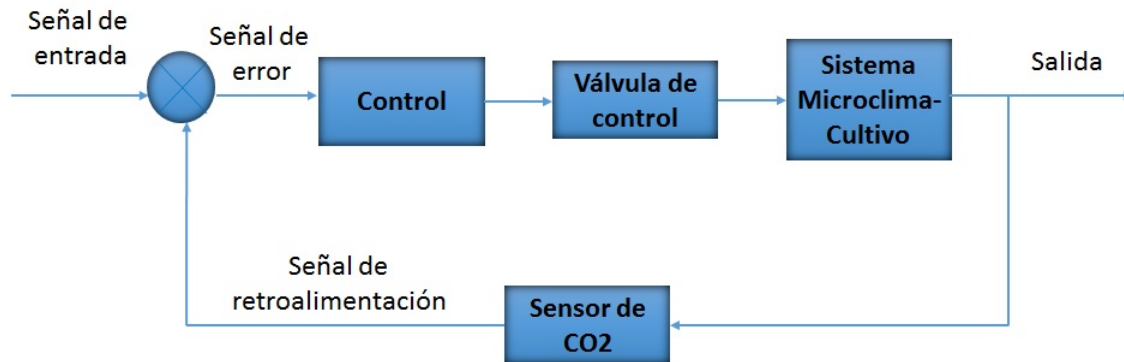 Señal de
entrada
Señal de
error
Control
Válvula de
control
Sistema
Microclima-
Cultivo
Salida
Señal de
retroalimentación
Sensor de
CO2